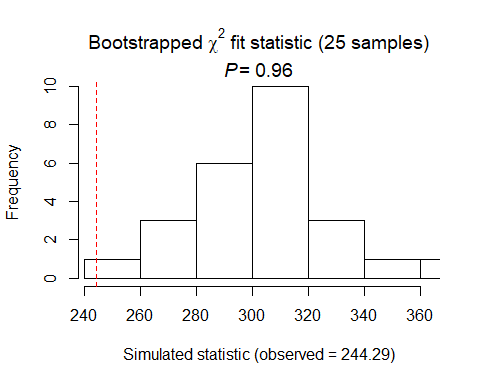 Bootstrapped χ² fit statistic (25 samples)
P = 0.96
Frequency
10
8
6
4
2
0
240 260 280 300 320 340 360
Simulated statistic (observed = 244.29)